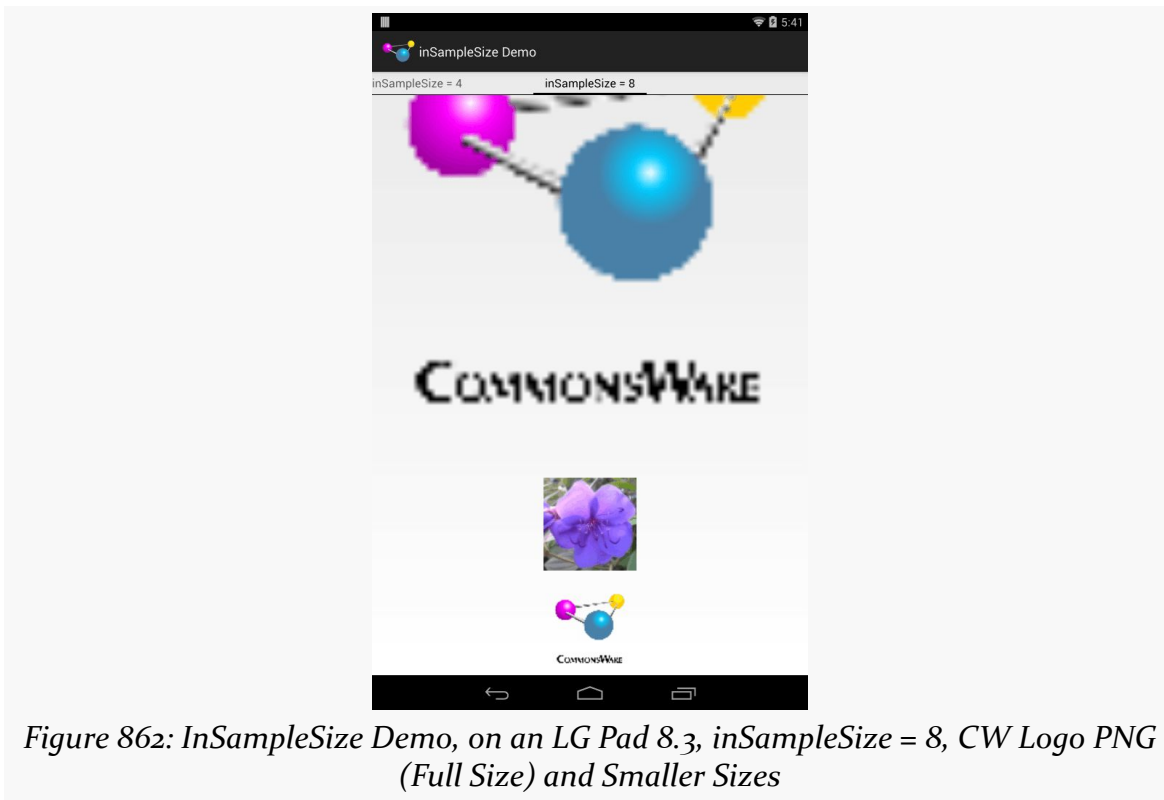 5:41
inSampleSize Demo
inSampleSize = 4 inSampleSize = 8
COMMONSWARE
COMMONSWARE
Figure 862: InSampleSize Demo, on an LG Pad 8.3, inSampleSize = 8, CW Logo PNG
(Full Size) and Smaller Sizes